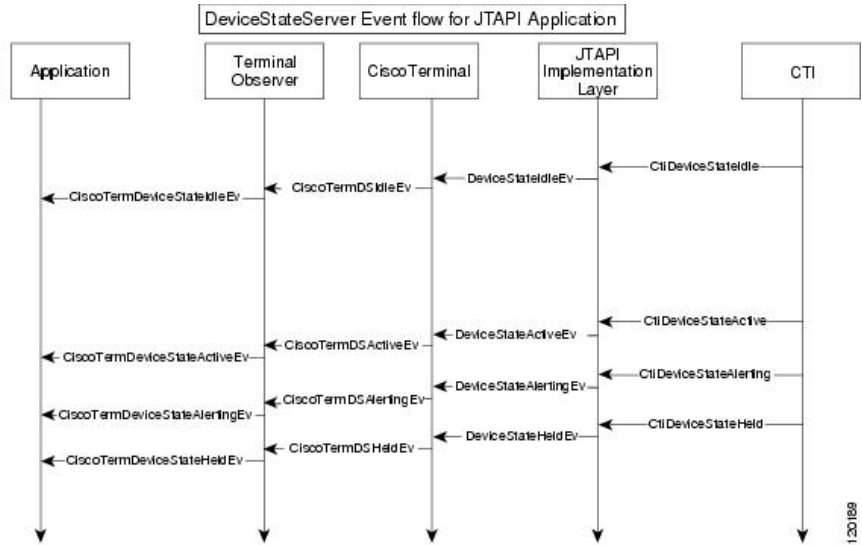 DeviceStateServer Event flow for JTAPI Application
Application
Terminal
Observer
CiscoTerminal
JTAPI
Implementation
Layer
CTI
CtiDeviceStateIdle
DeviceStateIdleEv
CiscoTermDSIdleEv
CiscoTermDeviceStateIdleEv
CtiDeviceStateActive
DeviceStateActiveEv
CiscoTermDSActiveEv
CiscoTermDeviceStateActiveEv
CtiDeviceStateAlerting
DeviceStateAlertingEv
CiscoTermDSAlertingEv
CiscoTermDeviceStateAlertingEv
CtiDeviceStateHeld
DeviceStateHeldEv
CiscoTermDSHeldEv
CiscoTermDeviceStateHeldEv
120189